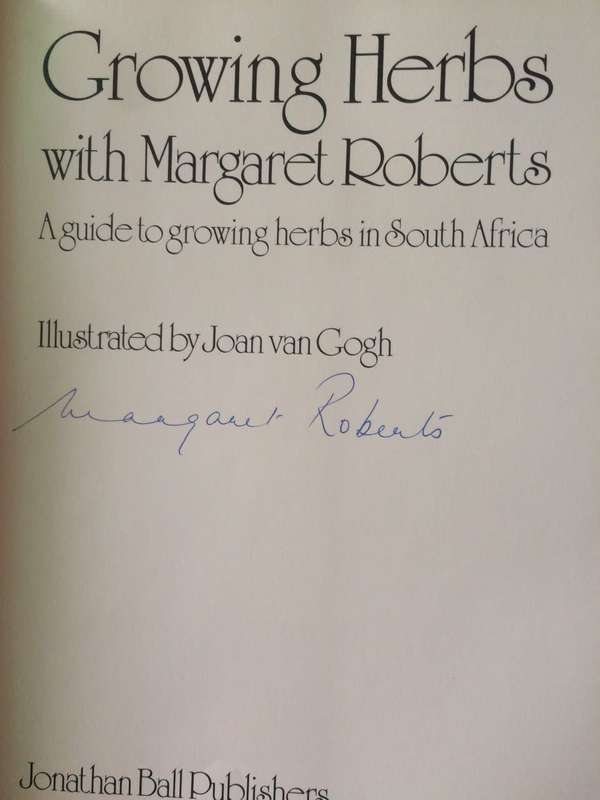 Growing Herbs
with Margaret Roberts
A guide to growing herbs in South Africa
Illustrated by Joan van Gogh
Margaret Roberts
Jonathan Ball Publishers